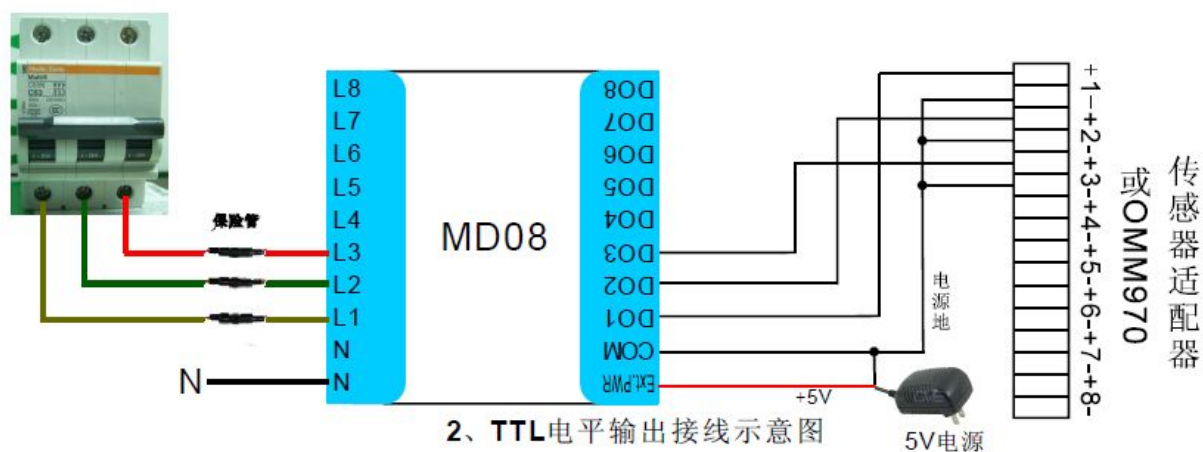 L8
L7
L6
L5
L4
L3
L2
L1
N
N
N
保险管
MD08
DO8
DO7
DO6
DO5
DO4
DO3
DO2
DO1
COM
Ext.PWR
+5V
电源地
5V电源
+1-+2-+3-+4-+5-+6-+7-+8-
或OMM970
传感器适配器
C63
2、TTL电平输出接线示意图